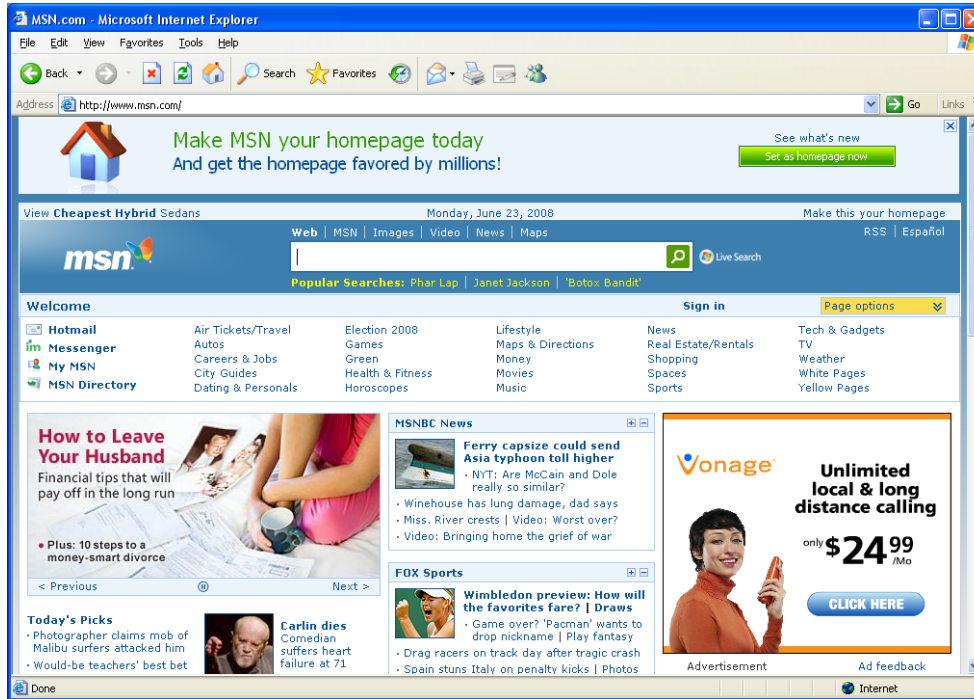 MSN.com - Microsoft Internet Explorer
File Edit View Favorites Tools Help
Back Search Favorites
Address http://www.msn.com/ Go Links
Make MSN your homepage today
And get the homepage favored by millions!
See what's new
Set as homepage now
View Cheapest Hybrid Sedans Monday, June 23, 2008 Make this your homepage
Web | MSN | Images | Video | News | Maps RSS | Español
msn Live Search
Popular Searches: Phar Lap | Janet Jackson | 'Botox Bandit'
Welcome Sign in Page options
Hotmail
Messenger
My MSN
MSN Directory
Air Tickets/Travel
Autos
Careers & Jobs
City Guides
Dating & Personals
Election 2008
Games
Green
Health & Fitness
Horoscopes
Lifestyle
Maps & Directions
Money
Movies
Music
News
Real Estate/Rentals
Shopping
Spaces
Sports
Tech & Gadgets
TV
Weather
White Pages
Yellow Pages
How to Leave
Your Husband
Financial tips that will
pay off in the long run
• Plus: 10 steps to a
money-smart divorce
< Previous Next >
Today's Picks
· Photographer claims mob of
Malibu surfers attacked him
· Would-be teachers' best bet
Carlin dies
Comedian
suffers heart
failure at 71
MSNBC News
Ferry capsize could send
Asia typhoon toll higher
· NYT: Are McCain and Dole
really so similar?
· Winehouse has lung damage, dad says
· Miss. River crests | Video: Worst over?
· Video: Bringing home the grief of war
FOX Sports
Wimbledon preview: How will
the favorites fare? | Draws
· Game over? 'Pacman' wants to
drop nickname | Play fantasy
· Drag racers on track day after tragic crash
· Spain stuns Italy on penalty kicks | Photos
Vonage
Unlimited
local & long
distance calling
only $24.99 /Mo
CLICK HERE
Advertisement Ad feedback
Done Internet